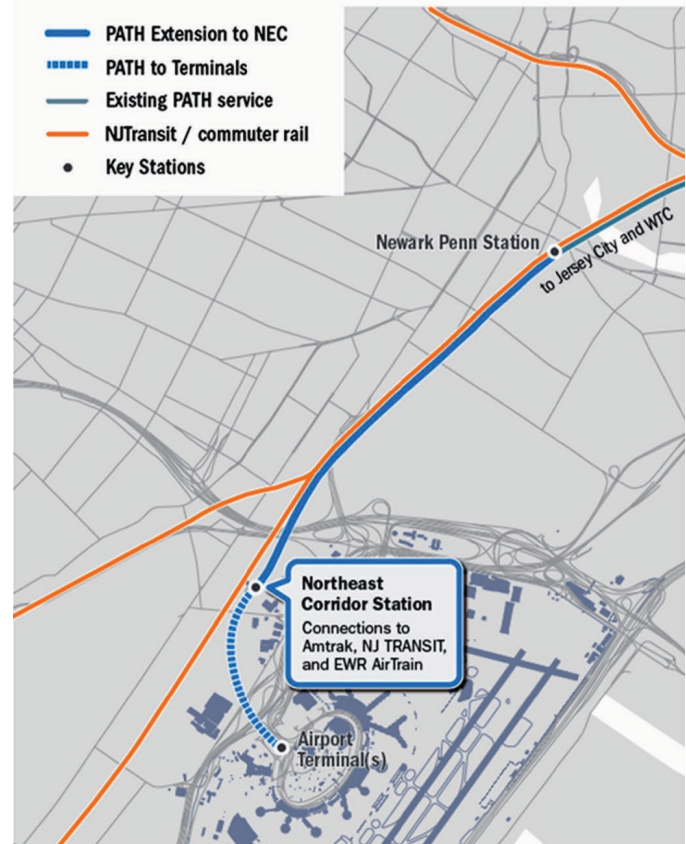 PATH Extension to NEC
PATH to Terminals
Existing PATH service
NJTransit / commuter rail
Key Stations
Newark Penn Station
to Jersey City and WTC
Northeast
Corridor Station
Connections to
Amtrak, NJ TRANSIT,
and EWR AirTrain
Airport
Terminal(s)